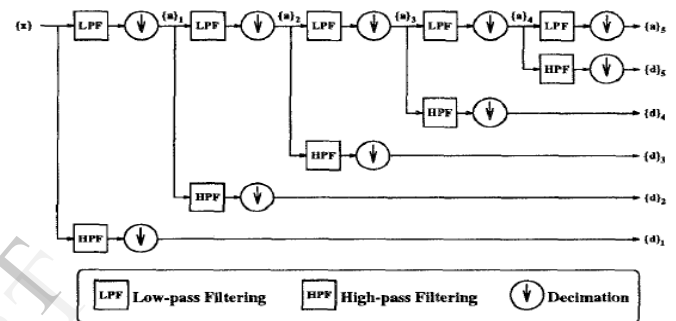 {x} LPF {a}₁ LPF {a}₂ LPF {a}₃ LPF {a}₄ LPF {a}₅
HPF {d}₅
HPF {d}₄
HPF {d}₃
HPF {d}₂
HPF {d}₁
LPF Low-pass Filtering HPF High-pass Filtering Decimation